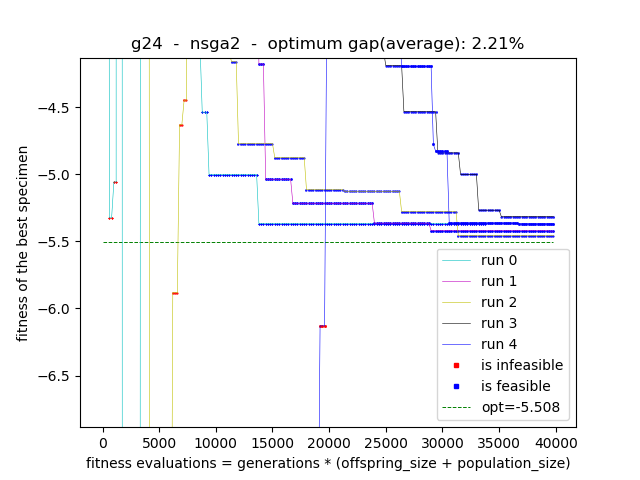 g24 - nsga2 - optimum gap(average): 2.21%
fitness of the best specimen
−4.5
−5.0
−5.5
−6.0
−6.5
run 0
run 1
run 2
run 3
run 4
is infeasible
is feasible
opt=-5.508
0 5000 10000 15000 20000 25000 30000 35000 40000
fitness evaluations = generations * (offspring_size + population_size)